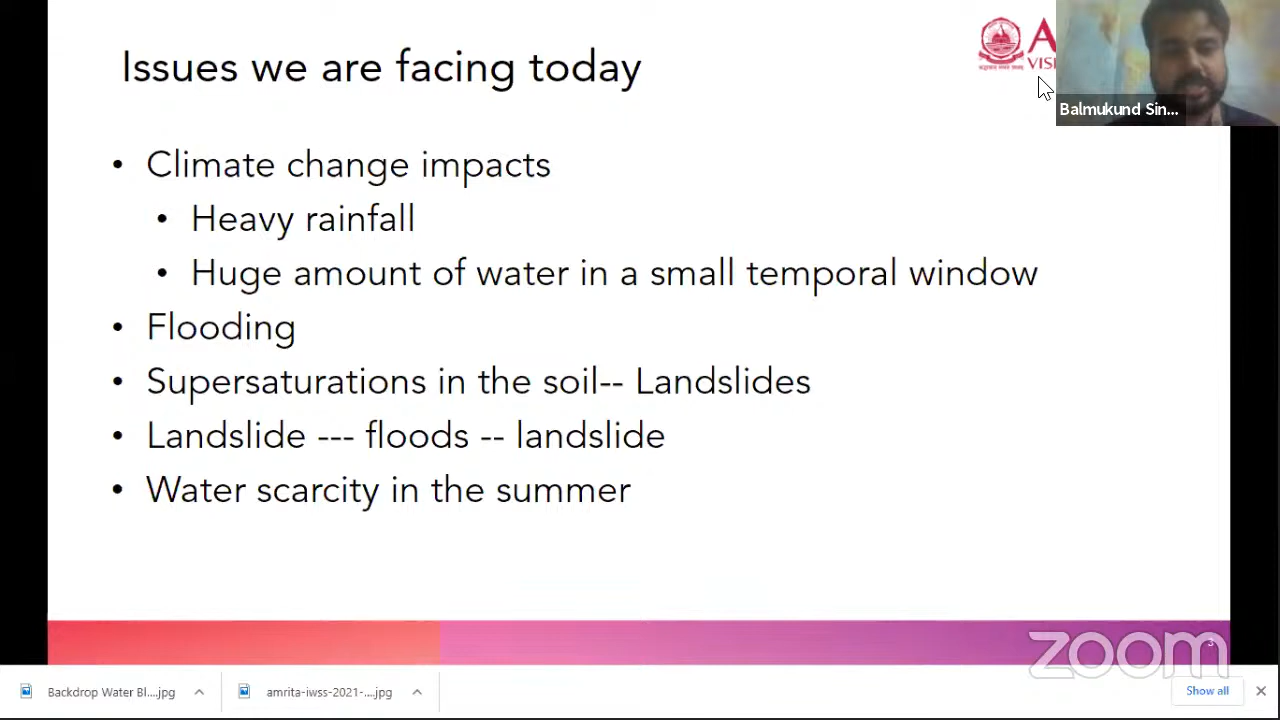 Issues we are facing today
VIS
Balmukund Sin...
• Climate change impacts
• Heavy rainfall
• Huge amount of water in a small temporal window
• Flooding
• Supersaturations in the soil-- Landslides
• Landslide --- floods -- landslide
• Water scarcity in the summer
3
zoom
Backdrop Water Bl....jpg
amrita-iwss-2021-....jpg
Show all